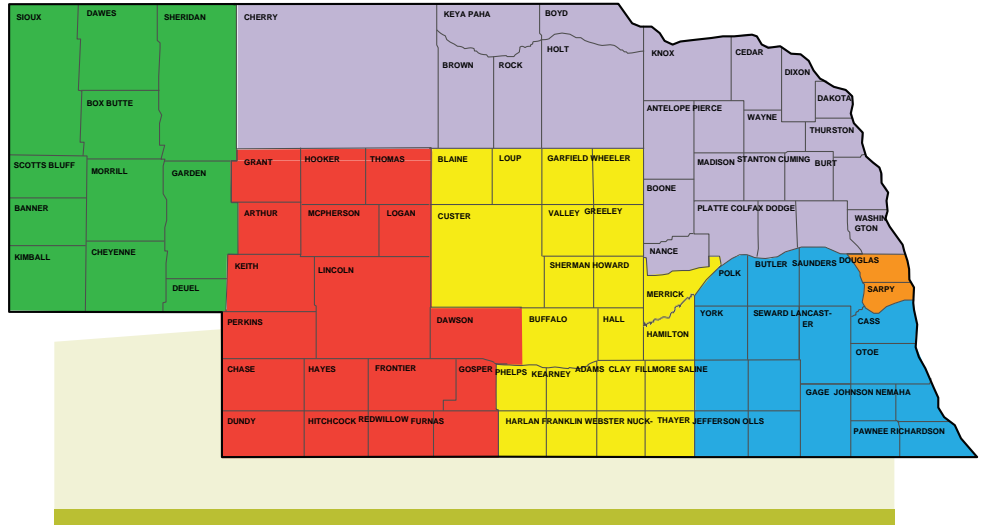 SIOUX DAWES SHERIDAN CHERRY KEYA PAHA BOYD
HOLT KNOX CEDAR
BROWN ROCK DIXON
BOX BUTTE ANTELOPE PIERCE DAKOTA
WAYNE
THURSTON
SCOTTS BLUFF MORRILL GARDEN GRANT HOOKER THOMAS BLAINE LOUP GARFIELD WHEELER MADISON STANTON CUMING BURT
BOONE
BANNER ARTHUR MCPHERSON LOGAN CUSTER VALLEY GREELEY PLATTE COLFAX DODGE WASHIN
GTON
KIMBALL CHEYENNE NANCE
KEITH LINCOLN SHERMAN HOWARD POLK BUTLER SAUNDERS DOUGLAS
DEUEL MERRICK SARPY
PERKINS DAWSON BUFFALO HALL HAMILTON YORK SEWARD LANCAST-
ER CASS
OTOE
CHASE HAYES FRONTIER GOSPER PHELPS KEARNEY ADAMS CLAY FILLMORE SALINE
GAGE JOHNSON NEMAHA
DUNDY HITCHCOCK REDWILLOW FURNAS HARLAN FRANKLIN WEBSTER NUCK- THAYER JEFFERSON OLLS
PAWNEE RICHARDSON